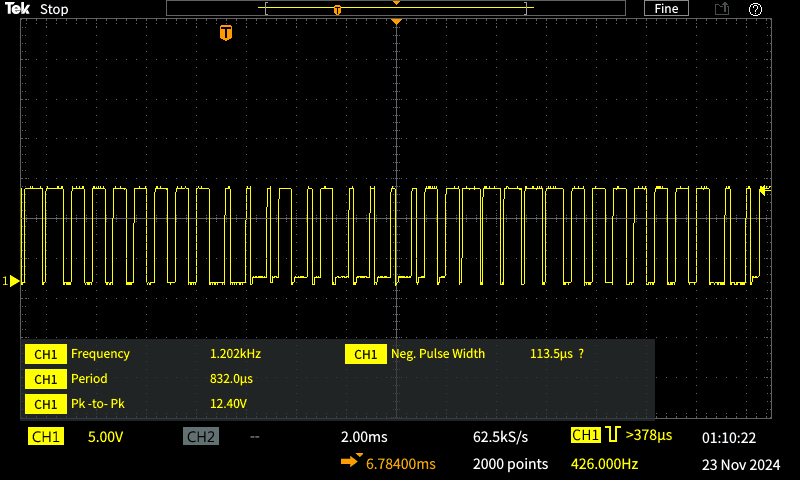 Tek Stop Fine
T
T
1
CH1 Frequency 1.202kHz CH1 Neg. Pulse Width 113.5µs ?
CH1 Period 832.0µs
CH1 Pk -to- Pk 12.40V
CH1 5.00V CH2 -- 2.00ms 62.5kS/s CH1 >378µs 01:10:22
6.78400ms 2000 points 426.000Hz 23 Nov 2024